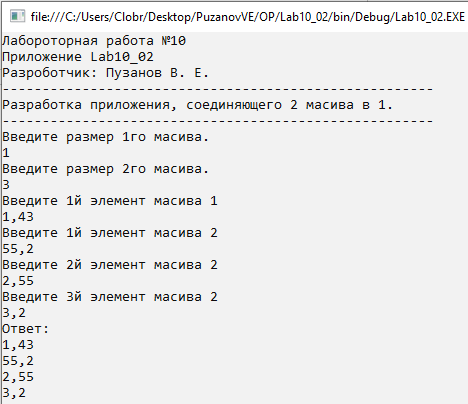 file:///C:/Users/Clobr/Desktop/PuzanovVE/OP/Lab10_02/bin/Debug/Lab10_02.EXE
Лабороторная работа №10
Приложение Lab10_02
Разроботчик: Пузанов В. Е.
------------------------------------------------------
Разработка приложения, соединяющего 2 масива в 1.
------------------------------------------------------
Введите размер 1го масива.
1
Введите размер 2го масива.
3
Введите 1й элемент масива 1
1,43
Введите 1й элемент масива 2
55,2
Введите 2й элемент масива 2
2,55
Введите 3й элемент масива 2
3,2
Ответ:
1,43
55,2
2,55
3,2